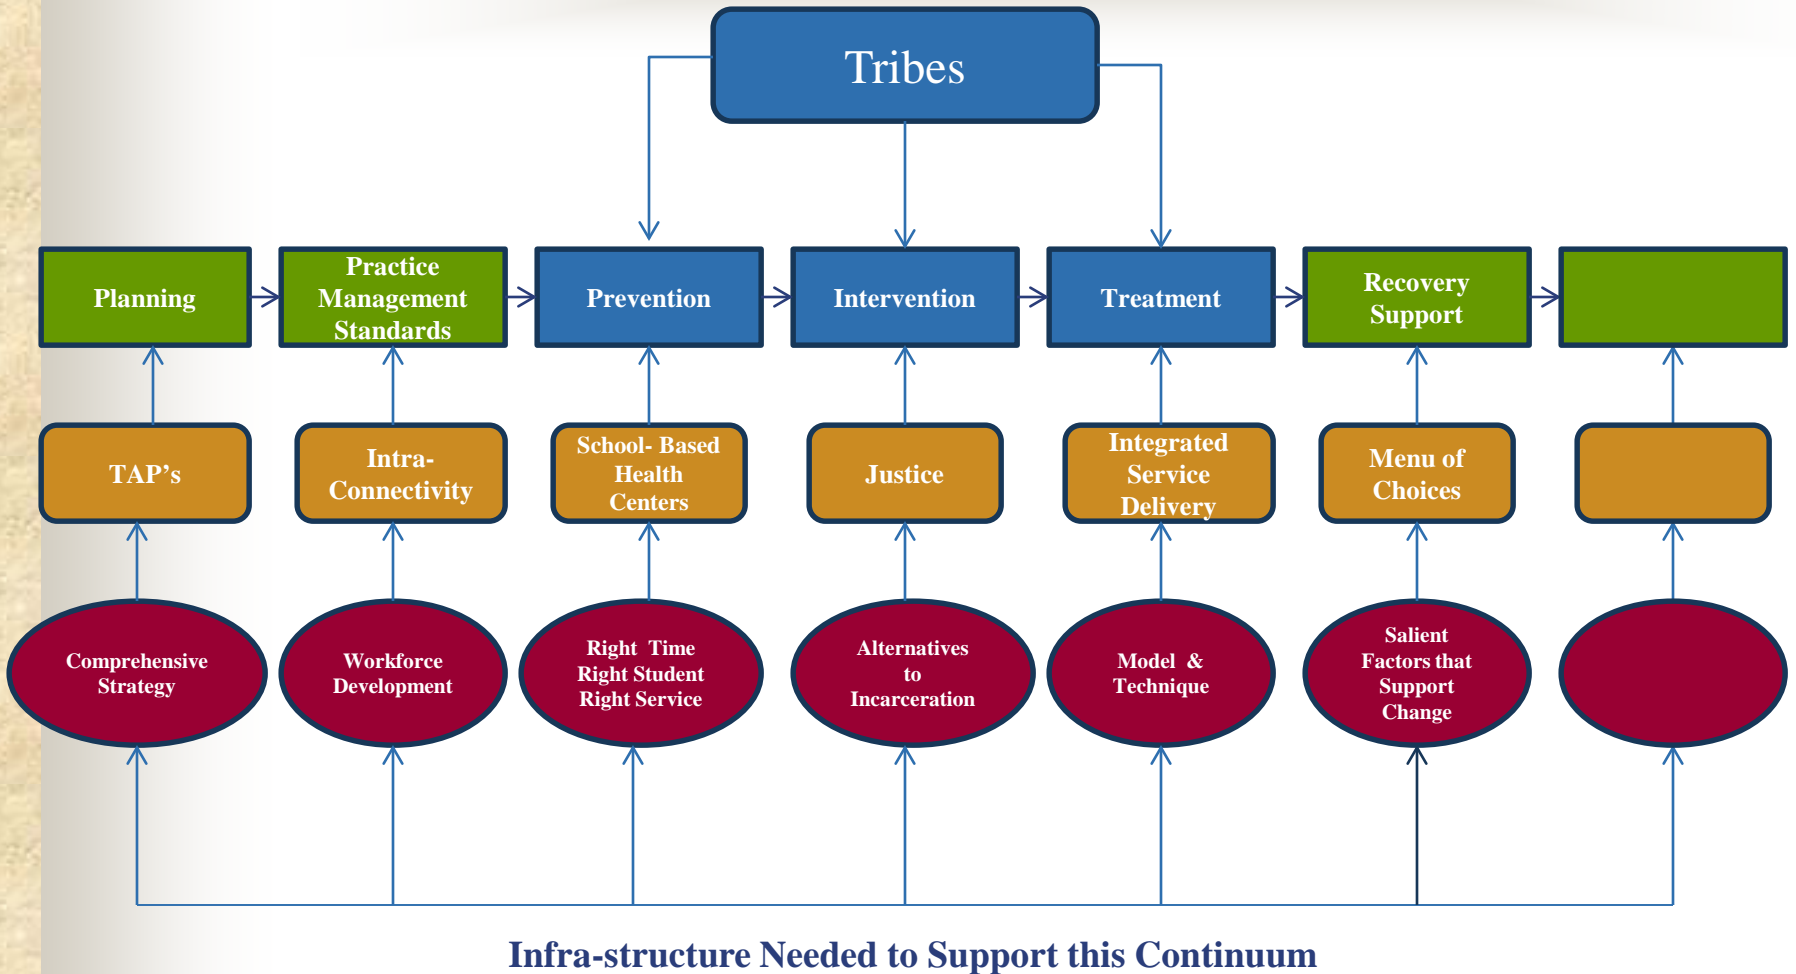 Tribes
Planning
Practice
Management
Standards
Prevention
Intervention
Treatment
Recovery
Support
TAP’s
Intra-
Connectivity
School- Based
Health
Centers
Justice
Integrated
Service
Delivery
Menu of
Choices
Comprehensive
Strategy
Workforce
Development
Right  Time
Right Student
Right Service
Alternatives
to
Incarceration
Model  &
Technique
Salient
Factors that
Support
Change
Infra-structure Needed to Support this Continuum